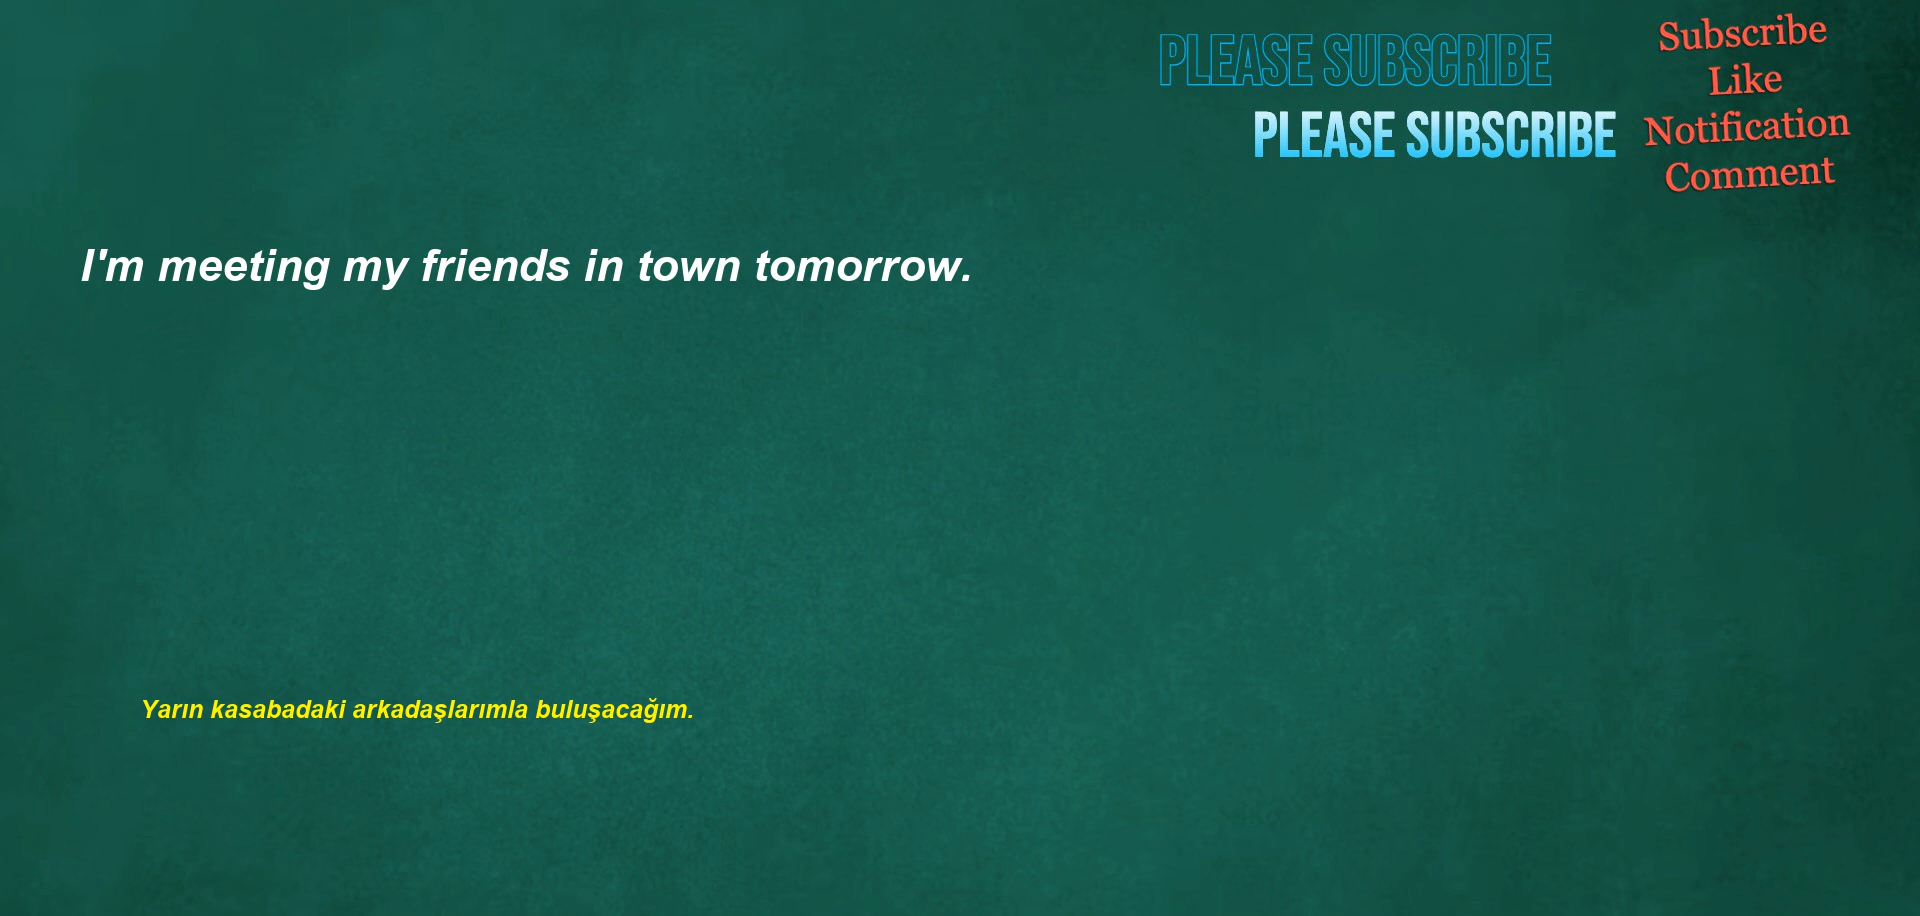 PLEASE SUBSCRIBE
PLEASE SUBSCRIBE
Subscribe
Like
Notification
Comment
I'm meeting my friends in town tomorrow.
Yarın kasabadaki arkadaşlarımla buluşacağım.